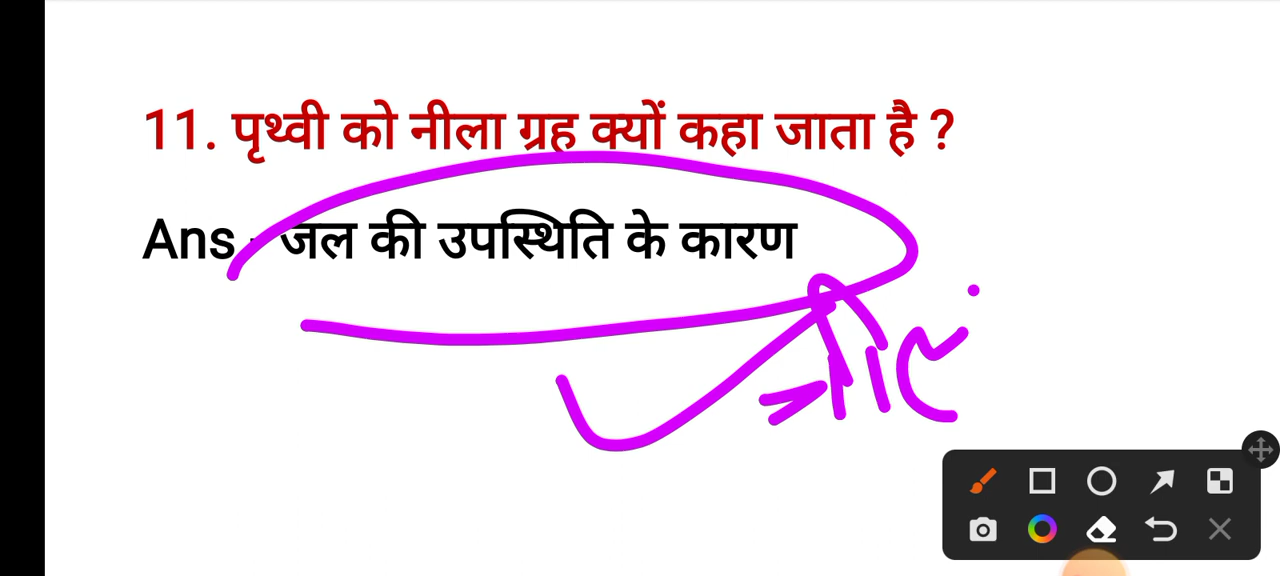 11. पृथ्वी को नीला ग्रह क्यों कहा जाता है ?
Ans - जल की उपस्थिति के कारण